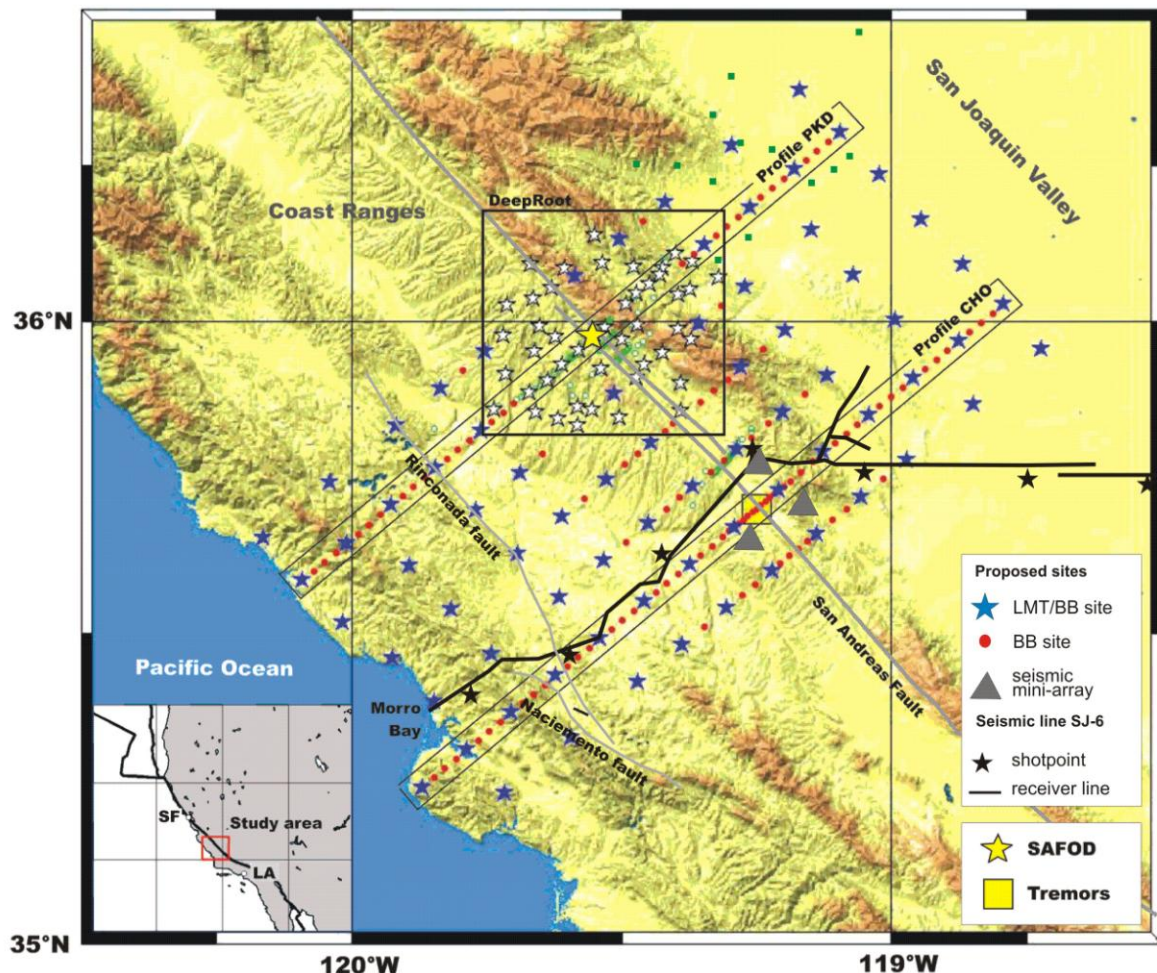 San Joaquin Valley
Profile PKD
DeepRoot
Coast Ranges
Profile CHO
36°N
Rinconada fault
San Andreas Fault
Pacific Ocean
Morro
Bay
Naciemento fault
Proposed sites
LMT/BB site
BB site
seismic
mini-array
Seismic line SJ-6
shotpoint
receiver line
SAFOD
Tremors
SF
Study area
LA
35°N
120°W
119°W